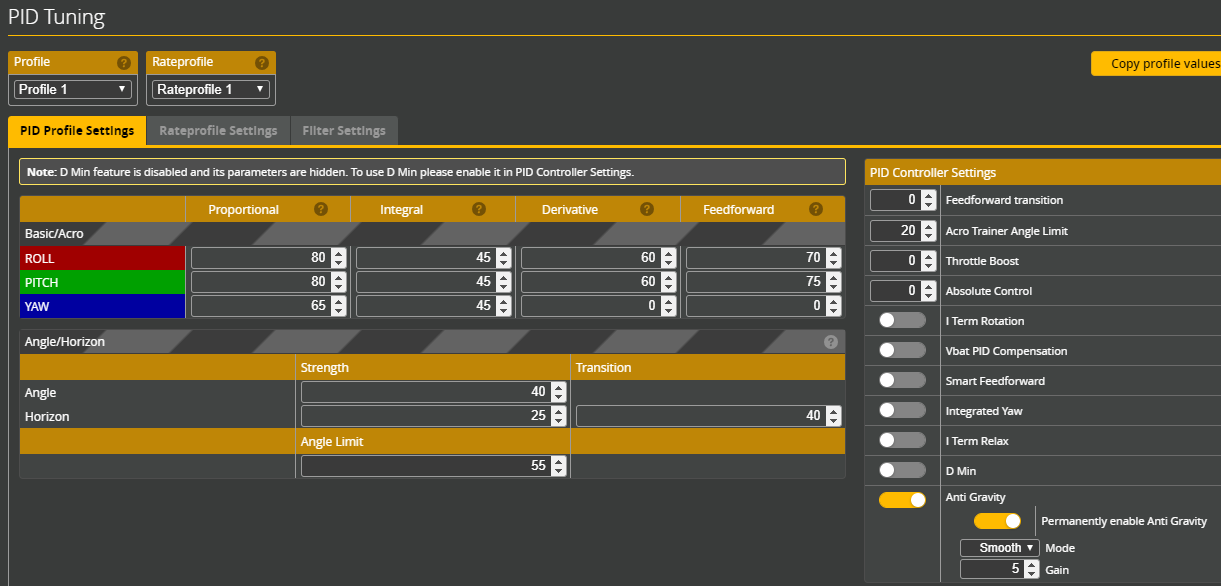 PID Tuning
Profile ?
Rateprofile ?
Profile 1
Rateprofile 1
Copy profile values
PID Profile Settings
Rateprofile Settings
Filter Settings
Note: D Min feature is disabled and its parameters are hidden. To use D Min please enable it in PID Controller Settings.
Proportional ? Integral ? Derivative ? Feedforward ?
Basic/Acro
ROLL 80 45 60 70
PITCH 80 45 60 75
YAW 65 45 0 0
Angle/Horizon ?
Strength Transition
Angle 40
Horizon 25 40
Angle Limit
55
PID Controller Settings
0 Feedforward transition
20 Acro Trainer Angle Limit
0 Throttle Boost
0 Absolute Control
I Term Rotation
Vbat PID Compensation
Smart Feedforward
Integrated Yaw
I Term Relax
D Min
Anti Gravity
Permanently enable Anti Gravity
Smooth Mode
5 Gain